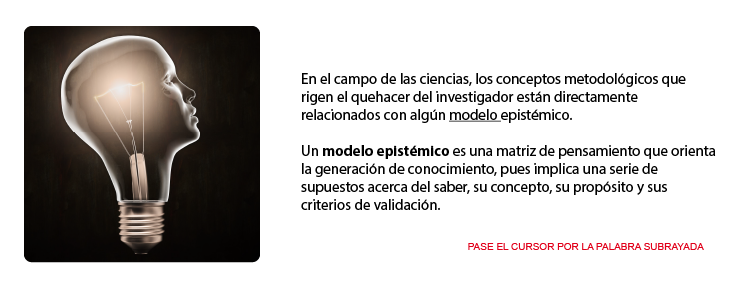 En el campo de las ciencias, los conceptos metodológicos que
rigen el quehacer del investigador están directamente
relacionados con algún modelo epistémico.
Un modelo epistémico es una matriz de pensamiento que orienta
la generación de conocimiento, pues implica una serie de
supuestos acerca del saber, su concepto, su propósito y sus
criterios de validación.
PASE EL CURSOR POR LA PALABRA SUBRAYADA